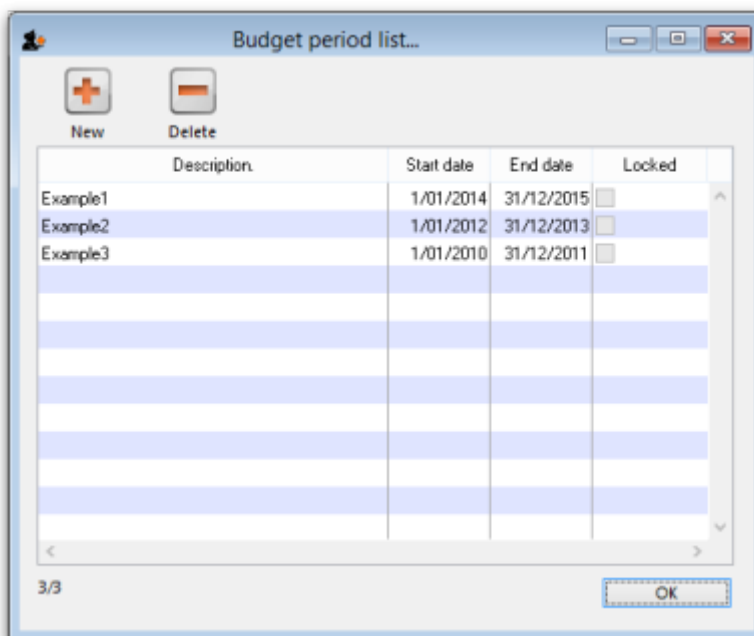 Budget period list...
New Delete
Description. Start date End date Locked
Example1 1/01/2014 31/12/2015
Example2 1/01/2012 31/12/2013
Example3 1/01/2010 31/12/2011
3/3 OK